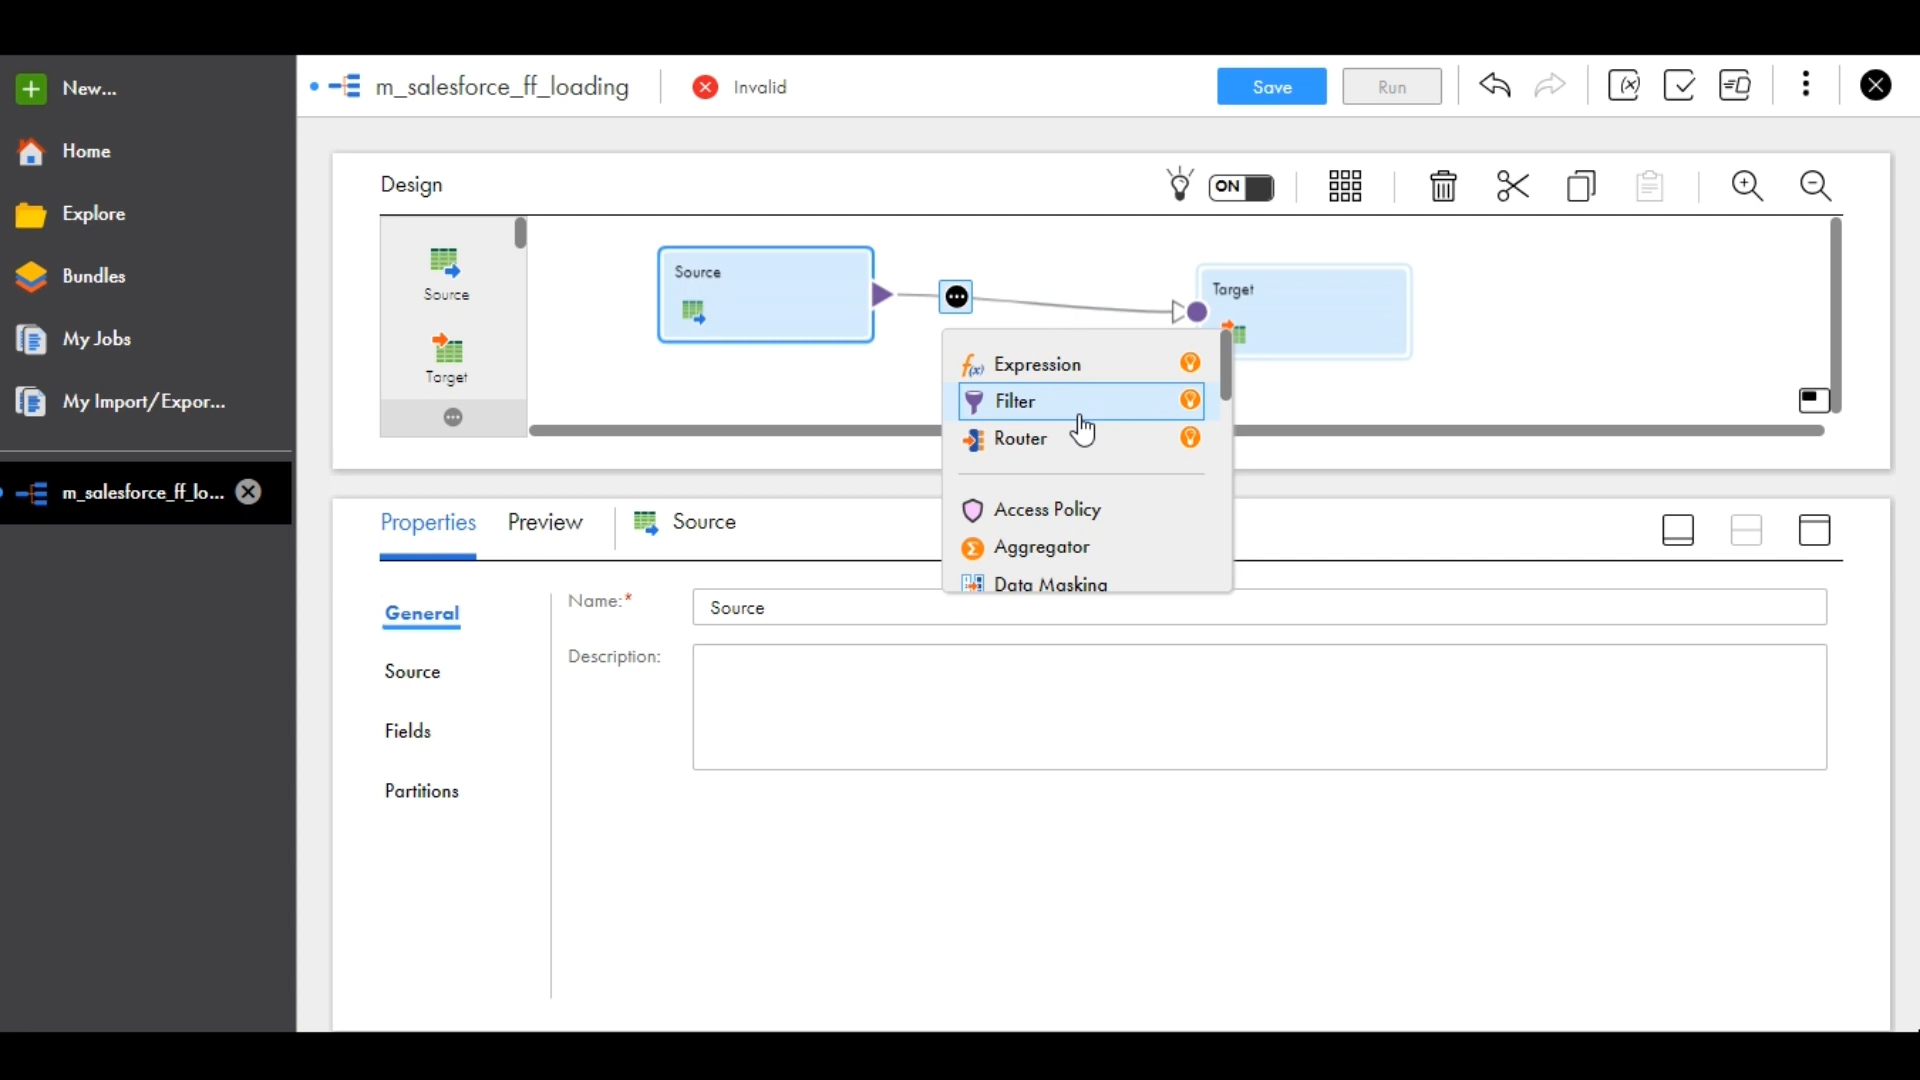 New...
Home
Explore
Bundles
My Jobs
My Import/Expor...
m_salesforce_ff_lo...
m_salesforce_ff_loading
Invalid
Save
Run
Design
ON
Source
Target
Source
Target
Expression
Filter
Router
Access Policy
Aggregator
Data Masking
Properties
Preview
Source
General
Source
Fields
Partitions
Name:*
Source
Description: